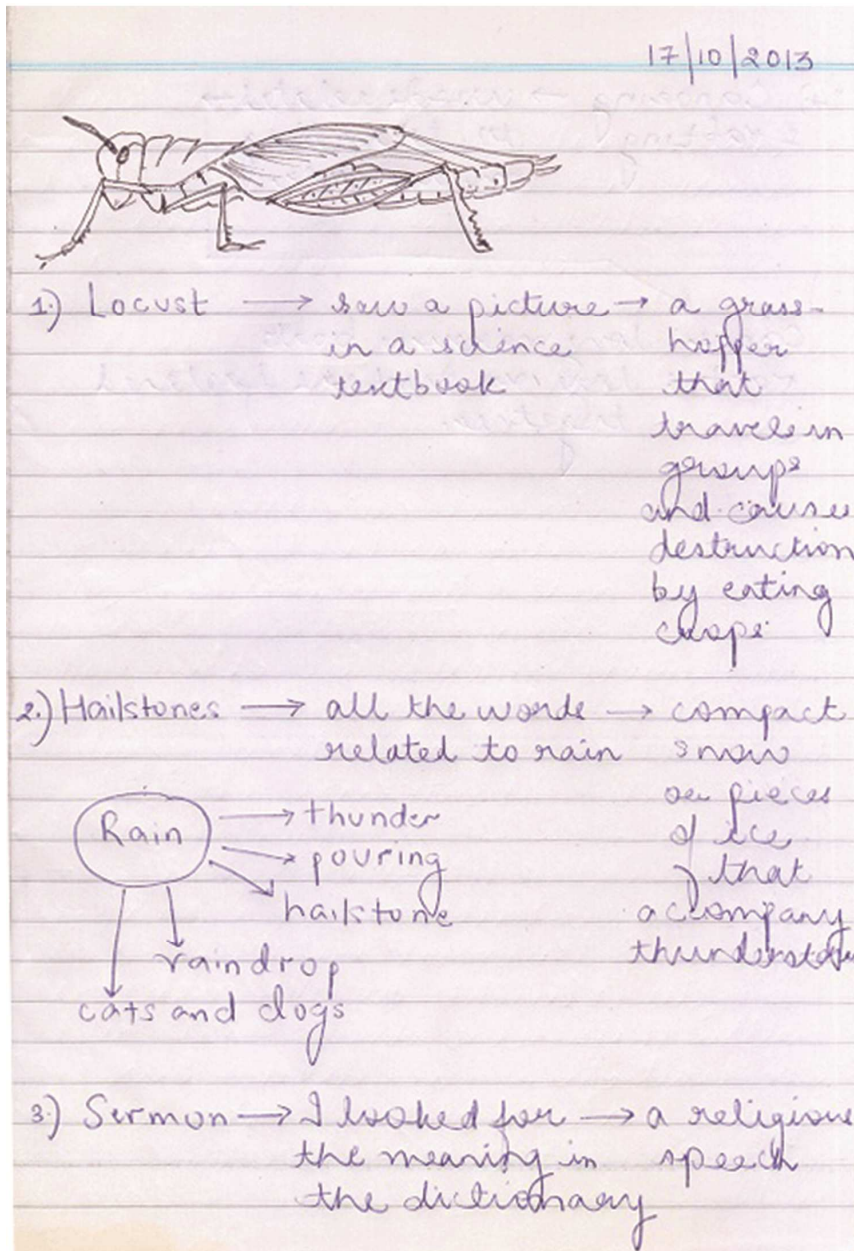 17/10/2013
1.) Locust → saw a picture → a grass-
in a science hopper
textbook that
travels in
groups
and causes
destruction
by eating
crops.
2.) Hailstones → all the words → compact
related to rain snow
or pieces
Rain → thunder of ice
→ pouring that
→ hailstone accompany
raindrop
cats and dogs
3.) Sermon → I looked for → a religious
the meaning in speech
the dictionary